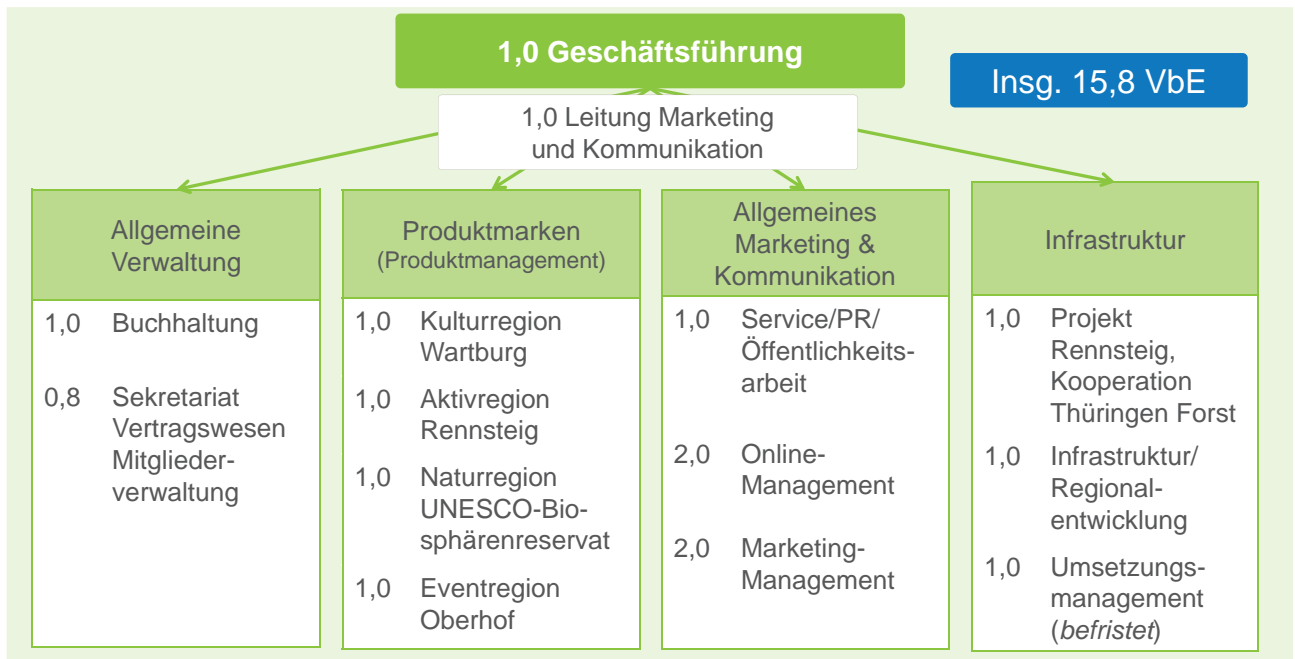 1,0 Geschäftsführung
Insg. 15,8 VbE
1,0 Leitung Marketing
und Kommunikation
Allgemeine
Verwaltung
1,0 Buchhaltung
0,8 Sekretariat
Vertragswesen
Mitglieder-
verwaltung
Produktmarken
(Produktmanagement)
1,0 Kulturregion
Wartburg
1,0 Aktivregion
Rennsteig
1,0 Naturregion
UNESCO-Bio-
sphärenreservat
1,0 Eventregion
Oberhof
Allgemeines
Marketing &
Kommunikation
1,0 Service/PR/
Öffentlichkeits-
arbeit
2,0 Online-
Management
2,0 Marketing-
Management
Infrastruktur
1,0 Projekt
Rennsteig,
Kooperation
Thüringen Forst
1,0 Infrastruktur/
Regional-
entwicklung
1,0 Umsetzungs-
management
(befristet)